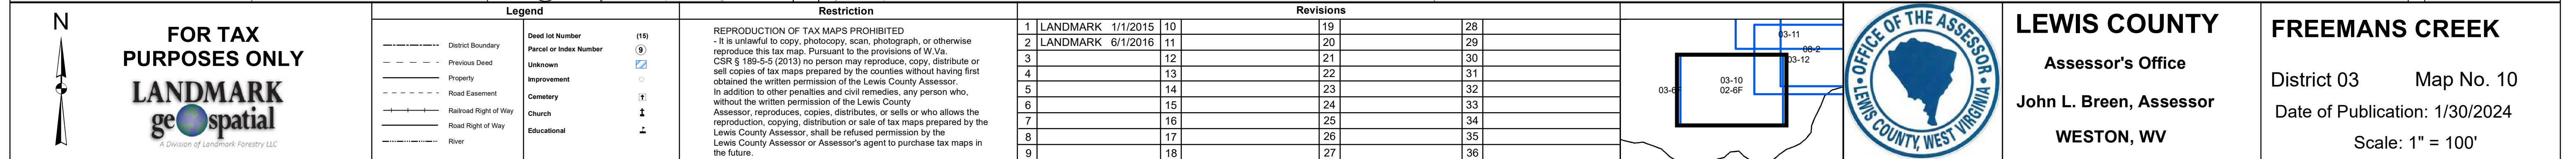 N
FOR TAX
PURPOSES ONLY
LANDMARK
geospatial
A Division of Landmark Forestry LLC
Legend
District Boundary
Previous Deed
Property
Road Easement
Railroad Right of Way
Road Right of Way
River
Deed lot Number (15)
Parcel or Index Number 9
Unknown
Improvement
Cemetery
Church
Educational
Restriction
REPRODUCTION OF TAX MAPS PROHIBITED
- It is unlawful to copy, photocopy, scan, photograph, or otherwise
reproduce this tax map. Pursuant to the provisions of W.Va.
CSR § 189-5-5 (2013) no person may reproduce, copy, distribute or
sell copies of tax maps prepared by the counties without having first
obtained the written permission of the Lewis County Assessor.
In addition to other penalties and civil remedies, any person who,
without the written permission of the Lewis County
Assessor, reproduces, copies, distributes, or sells or who allows the
reproduction, copying, distribution or sale of tax maps prepared by the
Lewis County Assessor, shall be refused permission by the
Lewis County Assessor or Assessor's agent to purchase tax maps in
the future.
Revisions
1 LANDMARK 1/1/2015 10 19 28
2 LANDMARK 6/1/2016 11 20 29
3 12 21 30
4 13 22 31
5 14 23 32
6 15 24 33
7 16 25 34
8 17 26 35
9 18 27 36
03-11
08-2
03-12
03-10
03-6F 02-6F
OFFICE OF THE ASSESSOR
LEWIS COUNTY, WEST VIRGINIA
LEWIS COUNTY
Assessor's Office
John L. Breen, Assessor
WESTON, WV
FREEMANS CREEK
District 03 Map No. 10
Date of Publication: 1/30/2024
Scale: 1" = 100'